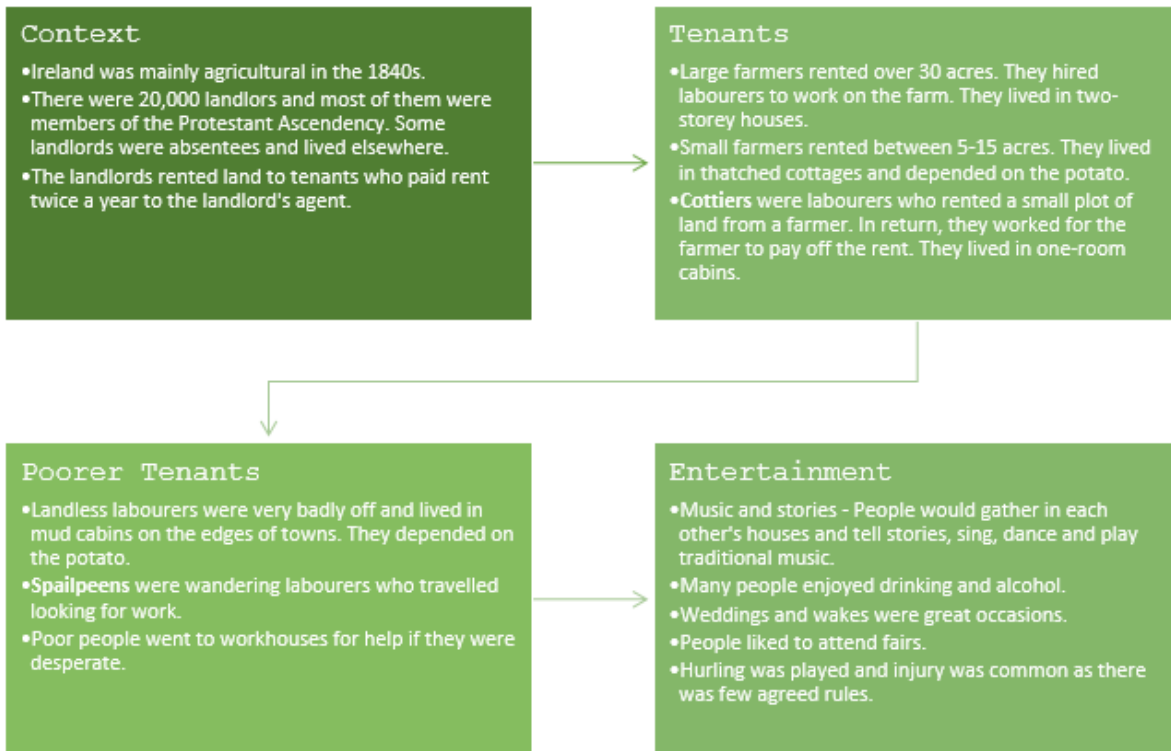 Context
•Ireland was mainly agricultural in the 1840s.
•There were 20,000 landlors and most of them were
members of the Protestant Ascendency. Some
landlords were absentees and lived elsewhere.
•The landlords rented land to tenants who paid rent
twice a year to the landlord's agent.
Tenants
•Large farmers rented over 30 acres. They hired
labourers to work on the farm. They lived in two-
storey houses.
•Small farmers rented between 5-15 acres. They lived
in thatched cottages and depended on the potato.
•Cottiers were labourers who rented a small plot of
land from a farmer. In return, they worked for the
farmer to pay off the rent. They lived in one-room
cabins.
Poorer Tenants
•Landless labourers were very badly off and lived in
mud cabins on the edges of towns. They depended on
the potato.
•Spailpeens were wandering labourers who travelled
looking for work.
•Poor people went to workhouses for help if they were
desperate.
Entertainment
•Music and stories - People would gather in each
other's houses and tell stories, sing, dance and play
traditional music.
•Many people enjoyed drinking and alcohol.
•Weddings and wakes were great occasions.
•People liked to attend fairs.
•Hurling was played and injury was common as there
was few agreed rules.